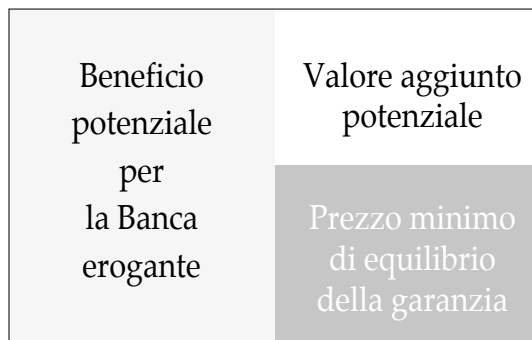 Beneficio
potenziale
per
la Banca
erogante
Valore aggiunto
potenziale
Prezzo minimo
di equilibrio
della garanzia